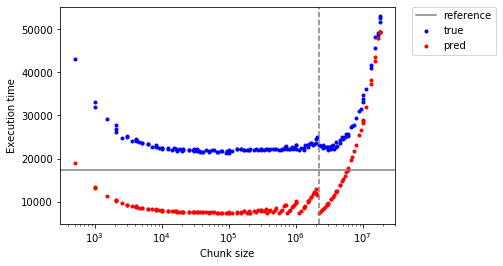 reference
true
pred
50000
40000
30000
20000
10000
Execution time
10³ 10⁴ 10⁵ 10⁶ 10⁷
Chunk size